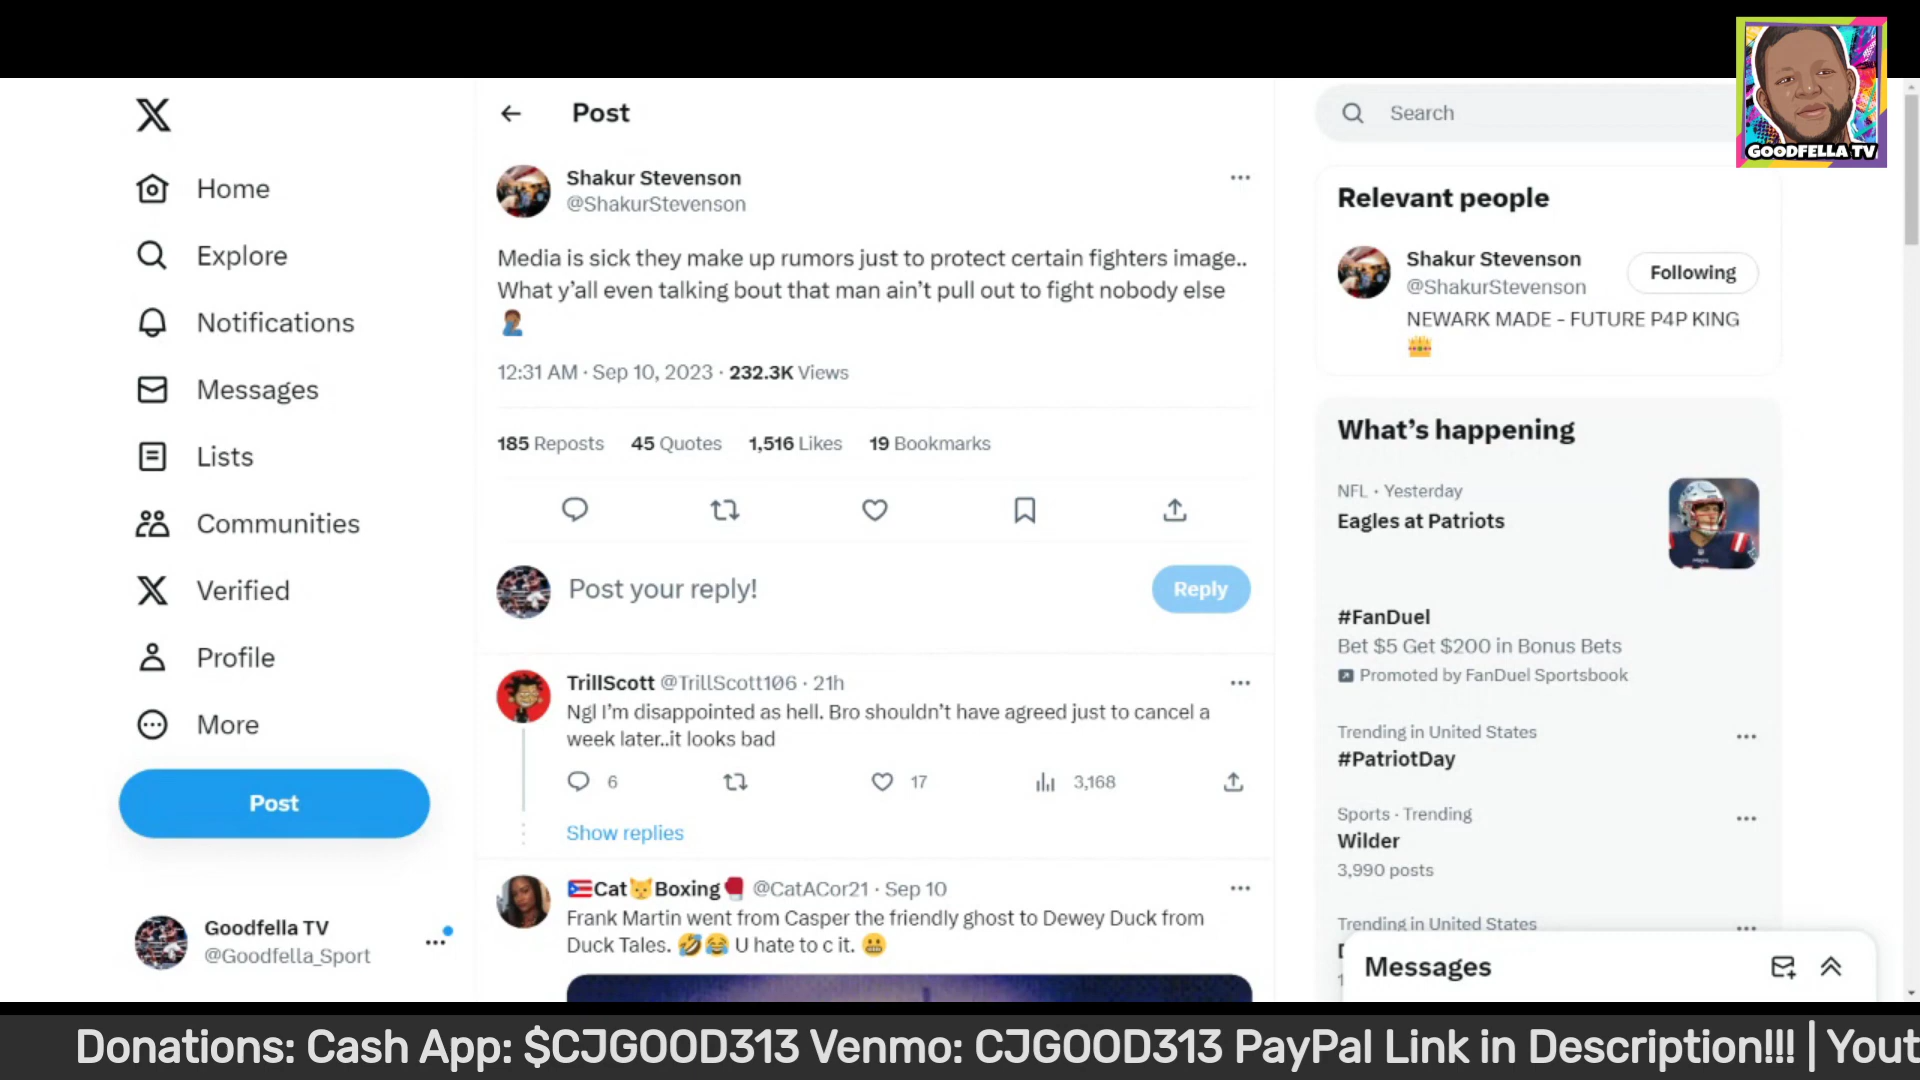 GOODFELLA TV
Home
Explore
Notifications
Messages
Lists
Communities
Verified
Profile
More
Post
Goodfella TV
@Goodfella_Sport
Post
Shakur Stevenson
@ShakurStevenson
Media is sick they make up rumors just to protect certain fighters image..
What y'all even talking bout that man ain't pull out to fight nobody else
12:31 AM · Sep 10, 2023 · 232.3K Views
185 Reposts 45 Quotes 1,516 Likes 19 Bookmarks
Post your reply!
Reply
TrillScott @TrillScott106 · 21h
Ngl I'm disappointed as hell. Bro shouldn't have agreed just to cancel a
week later..it looks bad
6 17 3,168
Show replies
Cat Boxing @CatACor21 · Sep 10
Frank Martin went from Casper the friendly ghost to Dewey Duck from
Duck Tales. U hate to c it.
Search
Relevant people
Shakur Stevenson
@ShakurStevenson
Following
NEWARK MADE - FUTURE P4P KING
What's happening
NFL · Yesterday
Eagles at Patriots
#FanDuel
Bet $5 Get $200 in Bonus Bets
Promoted by FanDuel Sportsbook
Trending in United States
#PatriotDay
Sports · Trending
Wilder
3,990 posts
Trending in United States
Messages
Donations: Cash App: $CJGOOD313 Venmo: CJGOOD313 PayPal Link in Description!!! | Yout